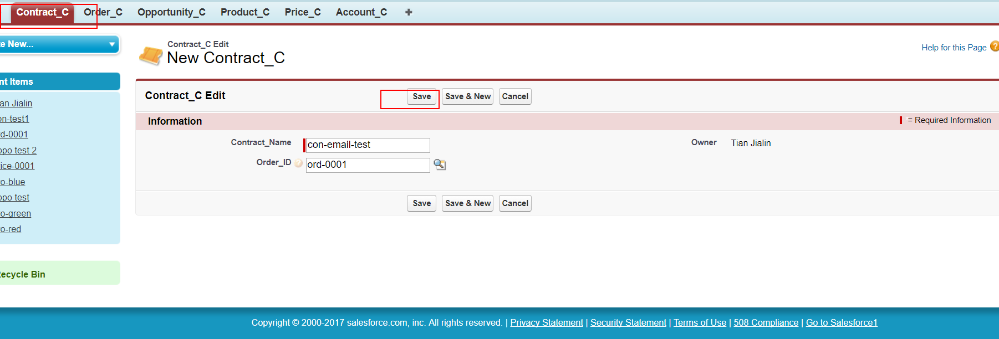 Contract_C Order_C Opportunity_C Product_C Price_C Account_C +
e New...
Contract_C Edit
New Contract_C
Help for this Page ?
nt Items
an Jialin
on-test1
d-0001
opo test 2
ice-0001
o-blue
opo test
o-green
o-red
Recycle Bin
Contract_C Edit Save Save & New Cancel
Information = Required Information
Contract_Name con-email-test Owner Tian Jialin
Order_ID ? ord-0001
Save Save & New Cancel
Copyright © 2000-2017 salesforce.com, inc. All rights reserved. | Privacy Statement | Security Statement | Terms of Use | 508 Compliance | Go to Salesforce1